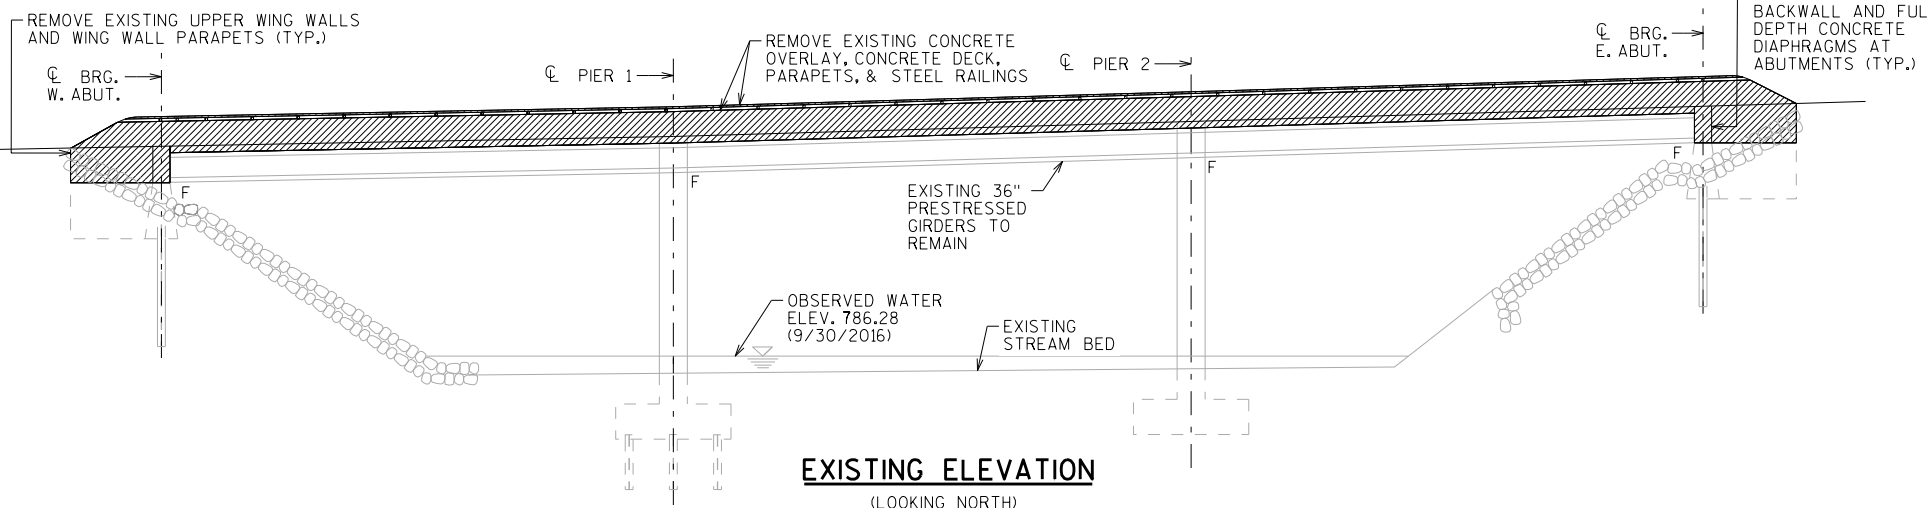 REMOVE EXISTING UPPER WING WALLS
AND WING WALL PARAPETS (TYP.)
℄ BRG.
W. ABUT.
℄ PIER 1
REMOVE EXISTING CONCRETE
OVERLAY, CONCRETE DECK,
PARAPETS, & STEEL RAILINGS
℄ PIER 2
℄ BRG.
E. ABUT.
BACKWALL AND FUL
DEPTH CONCRETE
DIAPHRAGMS AT
ABUTMENTS (TYP.)
F
F
F
F
EXISTING 36"
PRESTRESSED
GIRDERS TO
REMAIN
OBSERVED WATER
ELEV. 786.28
(9/30/2016)
EXISTING
STREAM BED
EXISTING ELEVATION
(LOOKING NORTH)